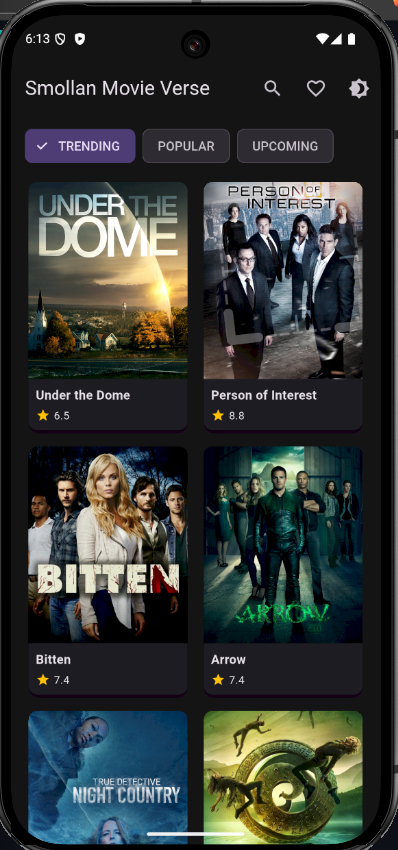 6:13
Smollan Movie Verse
TRENDING
POPULAR
UPCOMING
UNDER THE
DOME
PERSON OF
INTEREST
Under the Dome
6.5
Person of Interest
8.8
BITTEN
ARROW
Bitten
7.4
Arrow
7.4
TRUE DETECTIVE
NIGHT COUNTRY